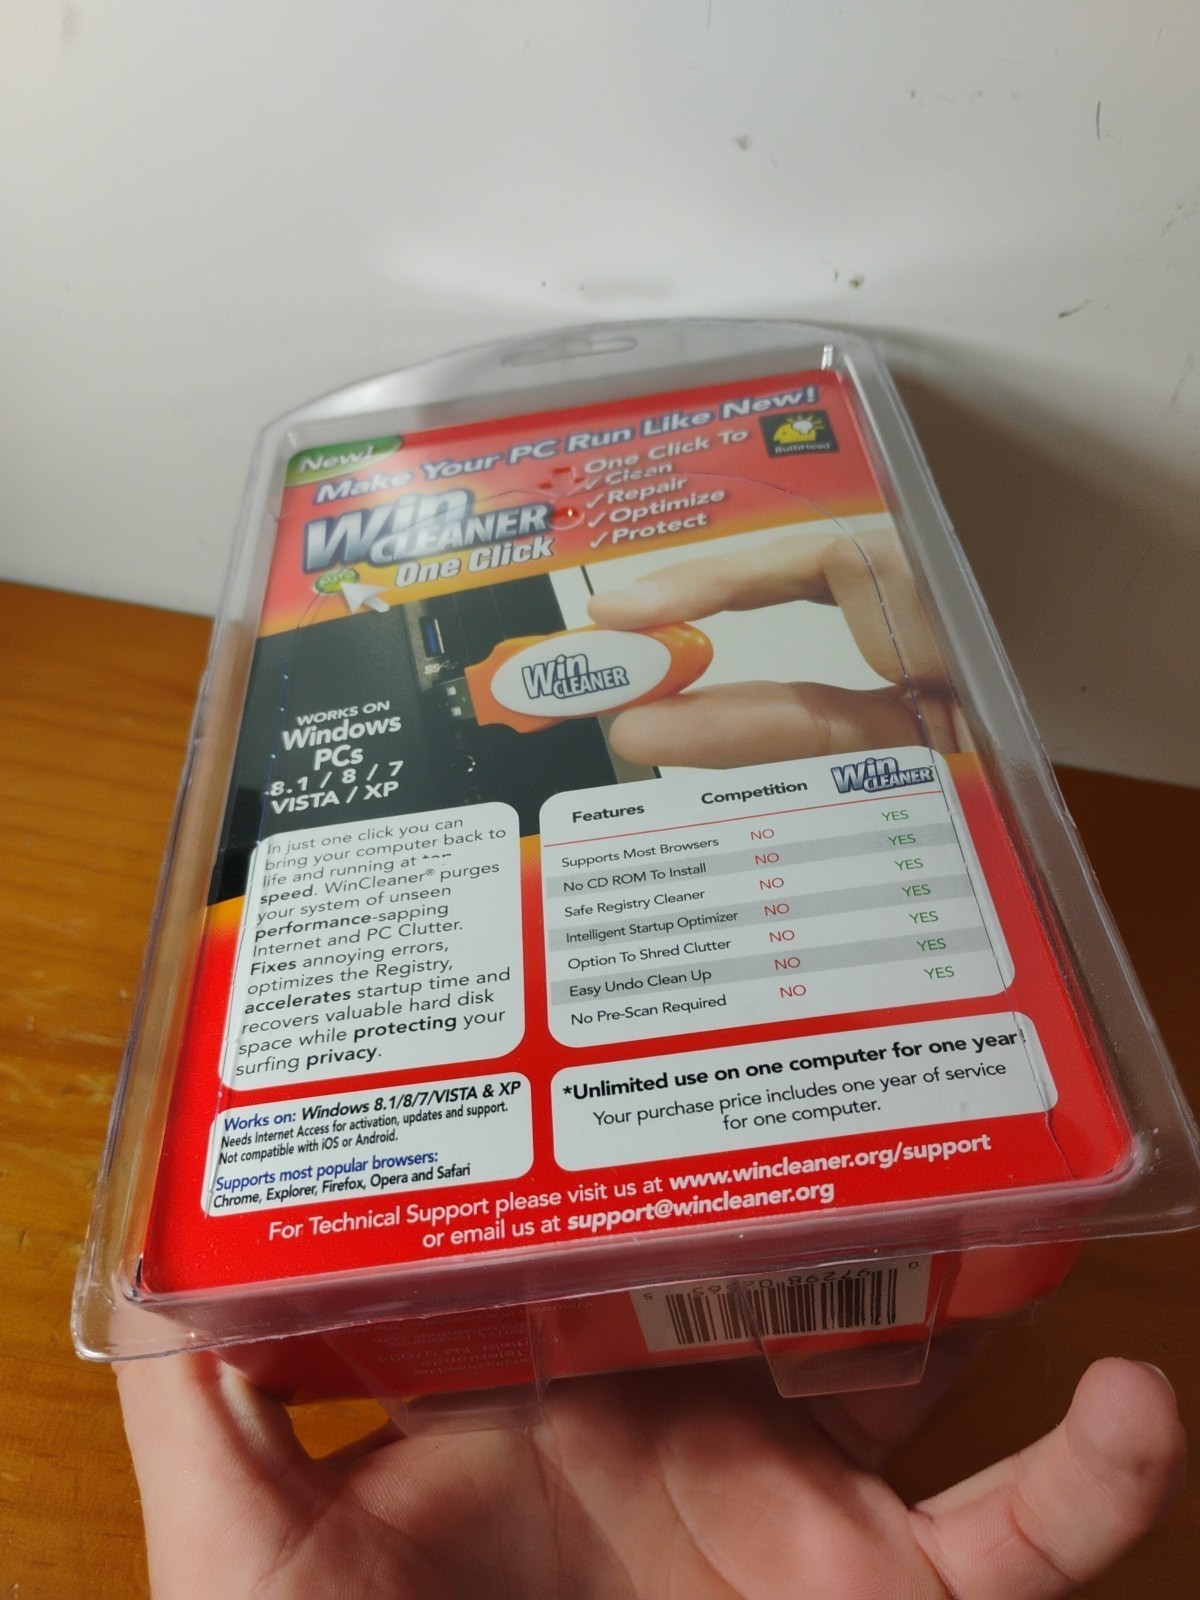 New!
Make Your PC Run Like New!
BulbHead
Win
CLEANER
One Click
One Click To
✓Clean
✓Repair
✓Optimize
✓Protect
SS
Win
CLEANER
WORKS ON
Windows
PCs
8.1 / 8 / 7
VISTA / XP
In just one click you can
bring your computer back to
life and running at top
speed. WinCleaner® purges
your system of unseen
performance-sapping
Internet and PC Clutter.
Fixes annoying errors,
optimizes the Registry,
accelerates startup time and
recovers valuable hard disk
space while protecting your
surfing privacy.
Features Competition Win CLEANER
Supports Most Browsers NO YES
No CD ROM To Install NO YES
Safe Registry Cleaner NO YES
Intelligent Startup Optimizer NO YES
Option To Shred Clutter NO YES
Easy Undo Clean Up NO YES
No Pre-Scan Required NO YES
Works on: Windows 8.1/8/7/VISTA & XP
Needs Internet Access for activation, updates and support.
Not compatible with iOS or Android.
Supports most popular browsers:
Chrome, Explorer, Firefox, Opera and Safari
*Unlimited use on one computer for one year!
Your purchase price includes one year of service
for one computer.
For Technical Support please visit us at www.wincleaner.org/support
or email us at support@wincleaner.org
0 97298 02565 5